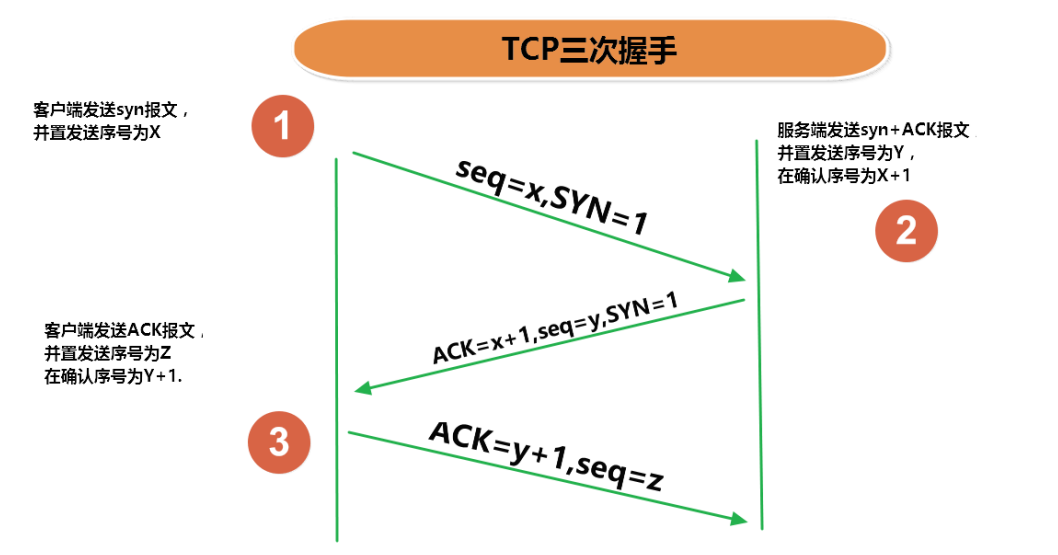 TCP三次握手
客户端发送syn报文，
并置发送序号为X
1
服务端发送syn+ACK报文
并置发送序号为Y，
在确认序号为X+1
2
seq=x,SYN=1
ACK=x+1,seq=y,SYN=1
客户端发送ACK报文，
并置发送序号为Z
在确认序号为Y+1.
3
ACK=y+1,seq=z